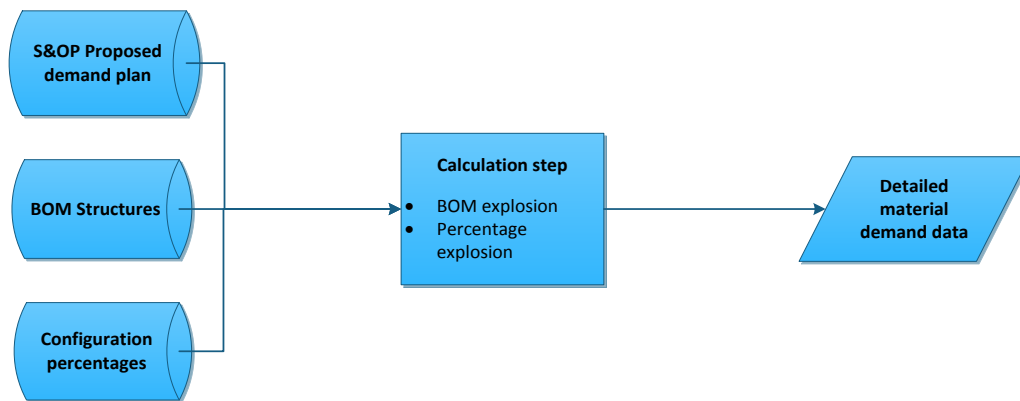 S&OP Proposed
demand plan
BOM Structures
Configuration
percentages
Calculation step
• BOM explosion
• Percentage
explosion
Detailed
material
demand data